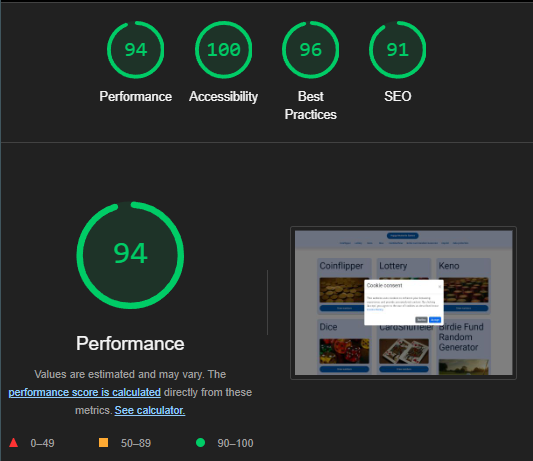 94
100
96
91
Performance
Accessibility
Best
Practices
SEO
94
Performance
Values are estimated and may vary. The
performance score is calculated directly from these
metrics. See calculator.
0–49
50–89
90–100
Coinflipper
Lottery
Keno
Cookie consent
Dice
CardShuffeler
Birdie Fund
Random
Generator